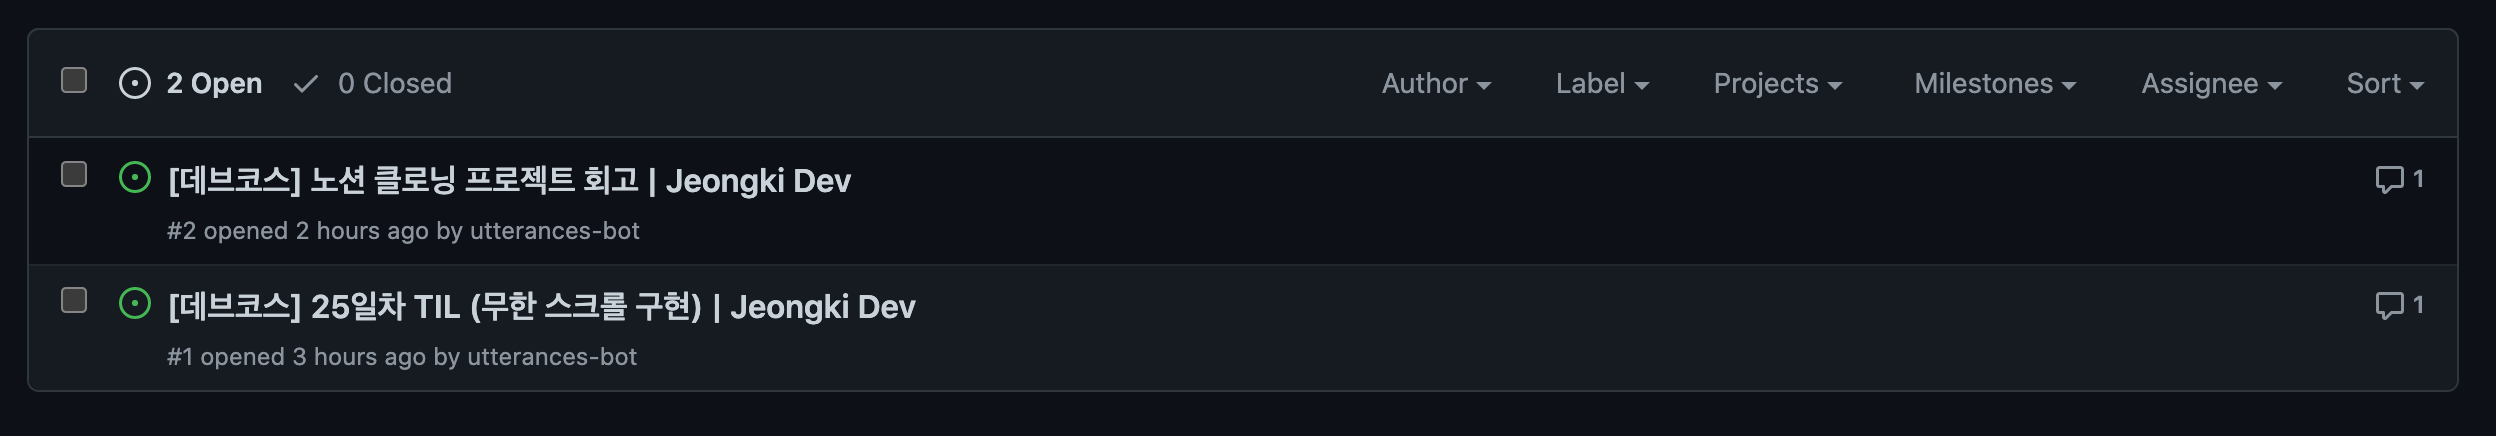 2 Open 0 Closed Author Label Projects Milestones Assignee Sort
[데브코스] 노션 클로닝 프로젝트 회고 | Jeongki Dev 1
#2 opened 2 hours ago by utterances-bot
[데브코스] 25일차 TIL (무한 스크롤 구현) | Jeongki Dev 1
#1 opened 3 hours ago by utterances-bot